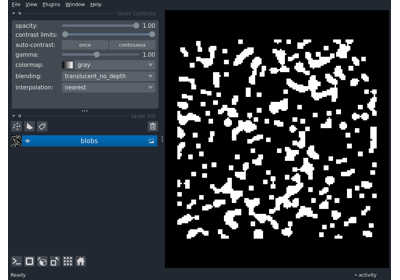 File View Plugins Window Help
layer controls
opacity: 1.00
contrast limits:
auto-contrast: once continuous
gamma: 1.00
colormap: gray
blending: translucent_no_depth
interpolation: nearest
layer list
blobs
Ready activity